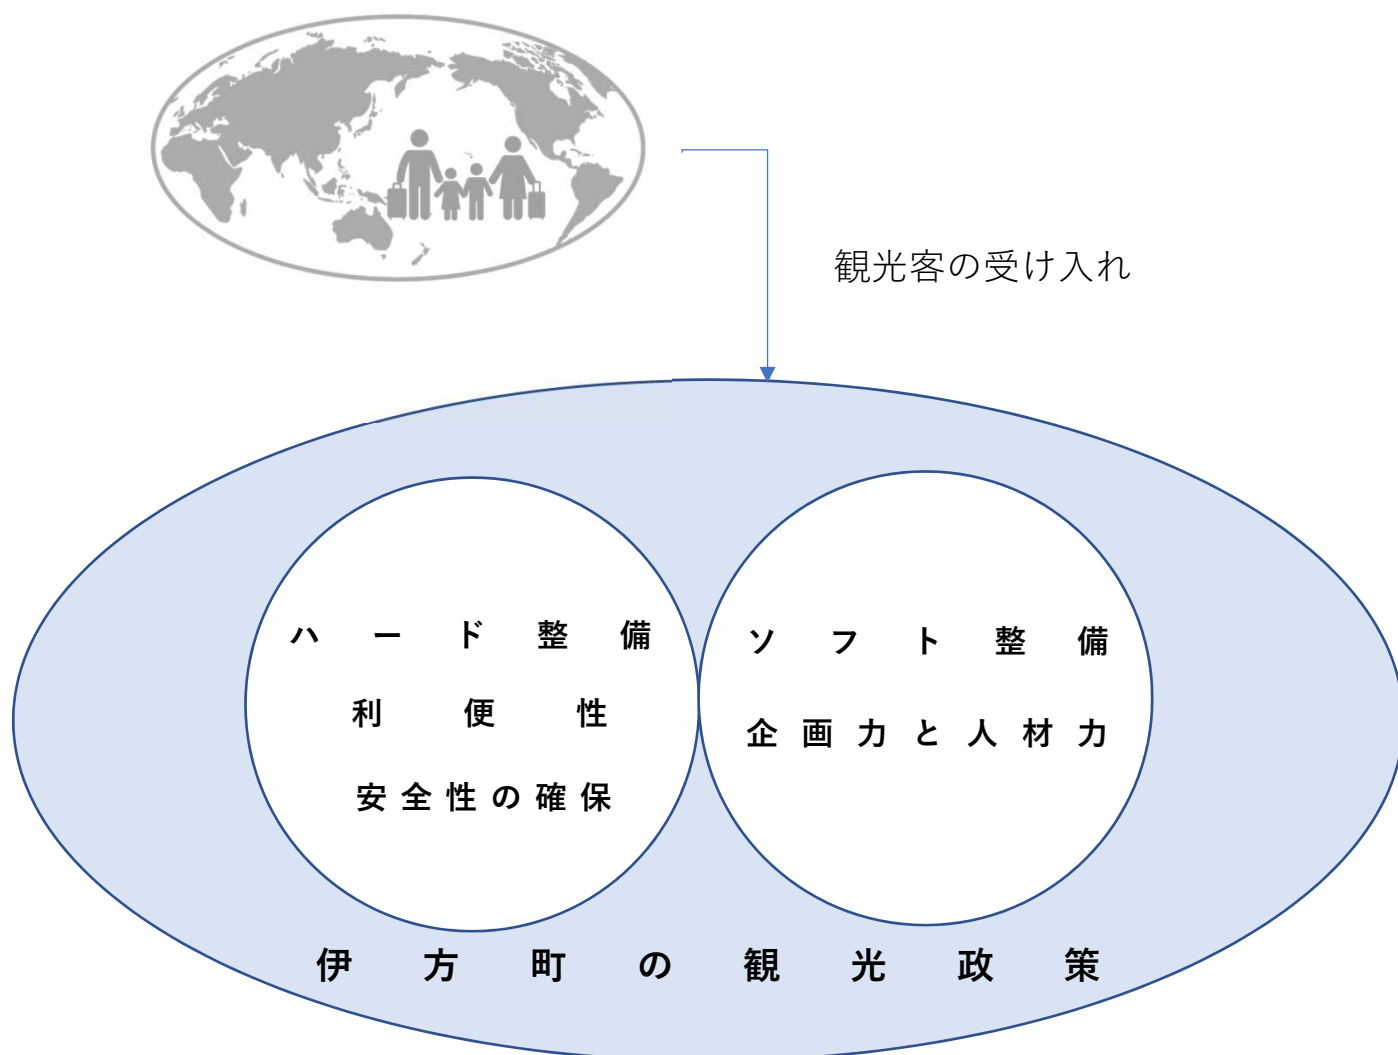 観光客の受け入れ
ハード整備
利便性
安全性の確保
ソフト整備
企画力と人材力
伊方町の観光政策